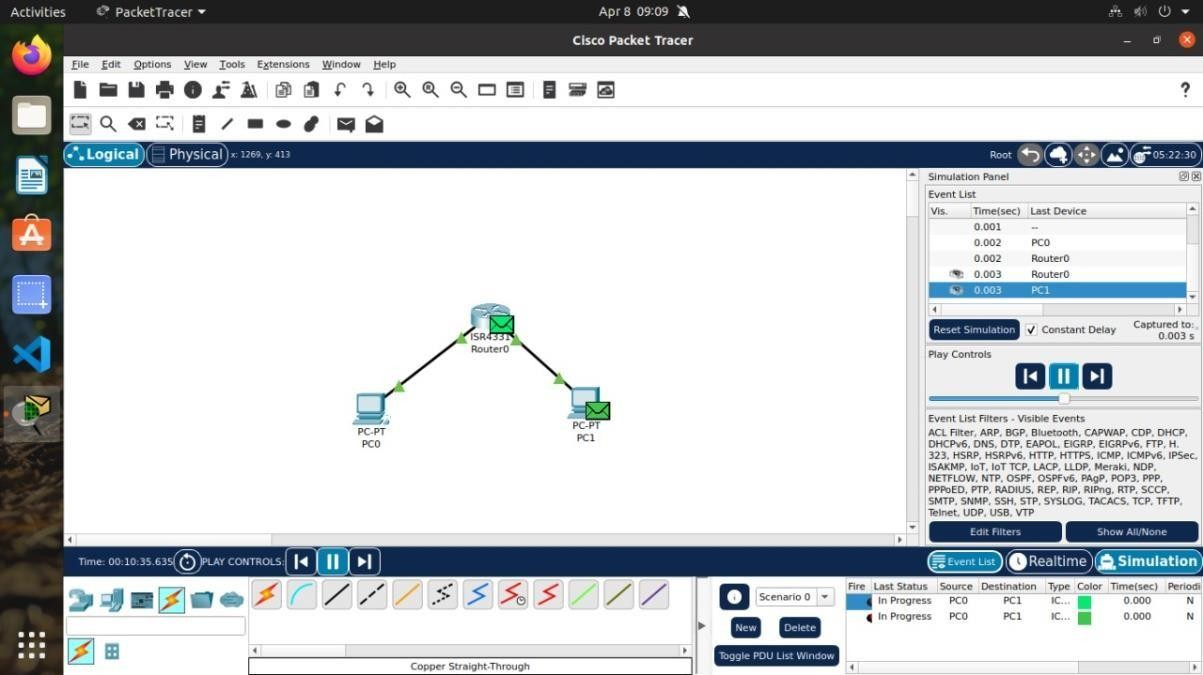 Activities PacketTracer Apr 8 09:09
Cisco Packet Tracer
File Edit Options View Tools Extensions Window Help
?
Logical Physical x: 1269, y: 413 Root 05:22:30
Simulation Panel
Event List
Vis. Time(sec) Last Device
0.001 --
0.002 PC0
0.002 Router0
0.003 Router0
0.003 PC1
Reset Simulation Constant Delay Captured to:
0.003 s
Play Controls
ISR4331
Router0
PC-PT
PC0
PC-PT
PC1
Event List Filters - Visible Events
ACL Filter, ARP, BGP, Bluetooth, CAPWAP, CDP, DHCP,
DHCPv6, DNS, DTP, EAPOL, EIGRP, EIGRPv6, FTP, H.
323, HSRP, HSRPv6, HTTP, HTTPS, ICMP, ICMPv6, IPSec,
ISAKMP, IoT, IoT TCP, LACP, LLDP, Meraki, NDP,
NETFLOW, NTP, OSPF, OSPFv6, PAgP, POP3, PPP,
PPPoED, PTP, RADIUS, REP, RIP, RIPng, RTP, SCCP,
SMTP, SNMP, SSH, STP, SYSLOG, TACACS, TCP, TFTP,
Telnet, UDP, USB, VTP
Edit Filters Show All/None
Time: 00:10:35.635 PLAY CONTROLS: Event List Realtime Simulation
Scenario 0
New Delete
Toggle PDU List Window
Fire Last Status Source Destination Type Color Time(sec) Periodi
In Progress PC0 PC1 IC... 0.000 N
In Progress PC0 PC1 IC... 0.000 N
Copper Straight-Through